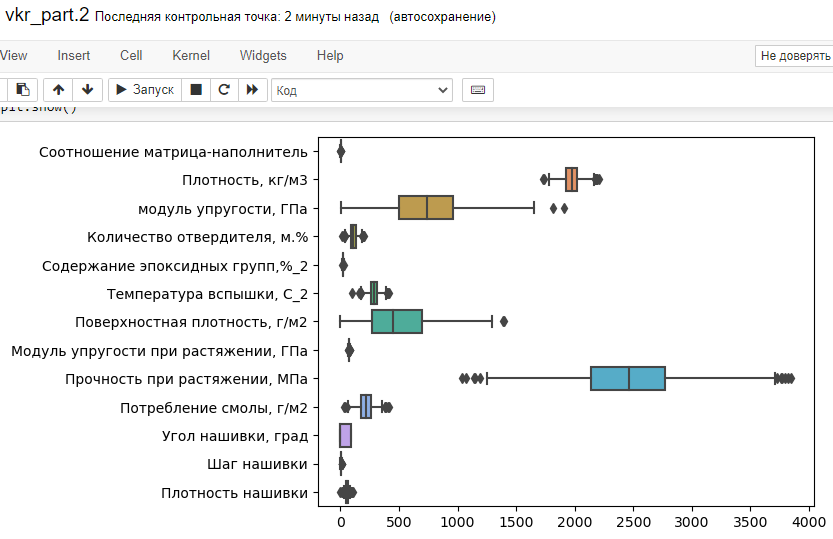 vkr_part.2 Последняя контрольная точка: 2 минуты назад (автосохранение)
View Insert Cell Kernel Widgets Help Не доверять
Запуск Код
plt.show()
Соотношение матрица-наполнитель
Плотность, кг/м3
модуль упругости, ГПа
Количество отвердителя, м.%
Содержание эпоксидных групп,%_2
Температура вспышки, С_2
Поверхностная плотность, г/м2
Модуль упругости при растяжении, ГПа
Прочность при растяжении, МПа
Потребление смолы, г/м2
Угол нашивки, град
Шаг нашивки
Плотность нашивки
0 500 1000 1500 2000 2500 3000 3500 4000